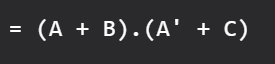 = (A + B).(A' + C)